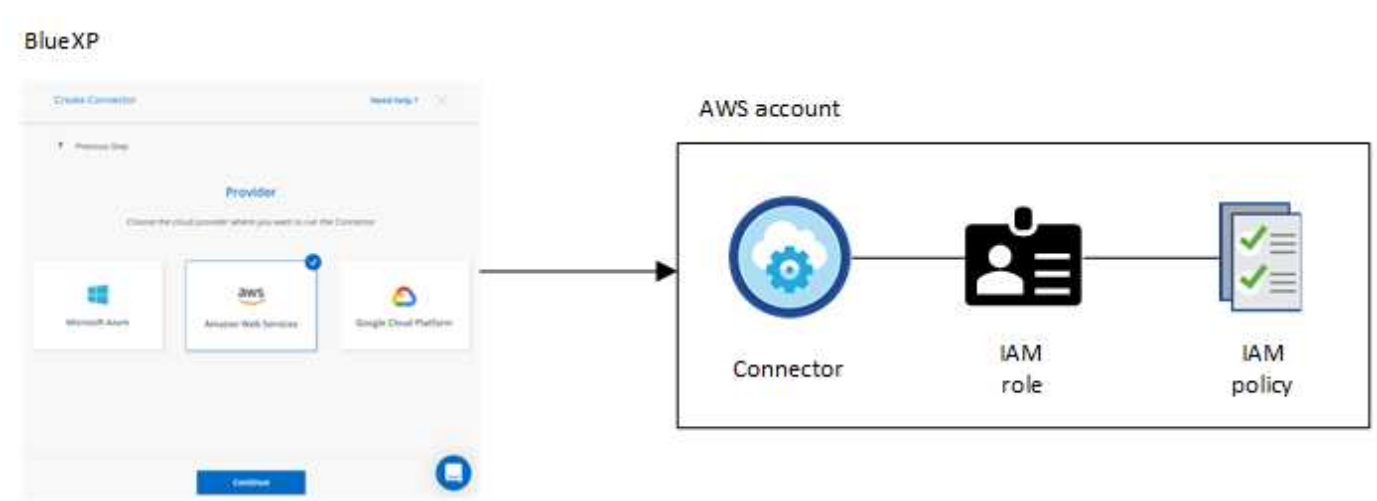 BlueXP
Create Connector
Need help ?
Previous Step
Provider
Choose the cloud provider where you want to run the Connector
aws
Microsoft Azure
Amazon Web Services
Google Cloud Platform
Continue
AWS account
Connector
IAM
role
IAM
policy